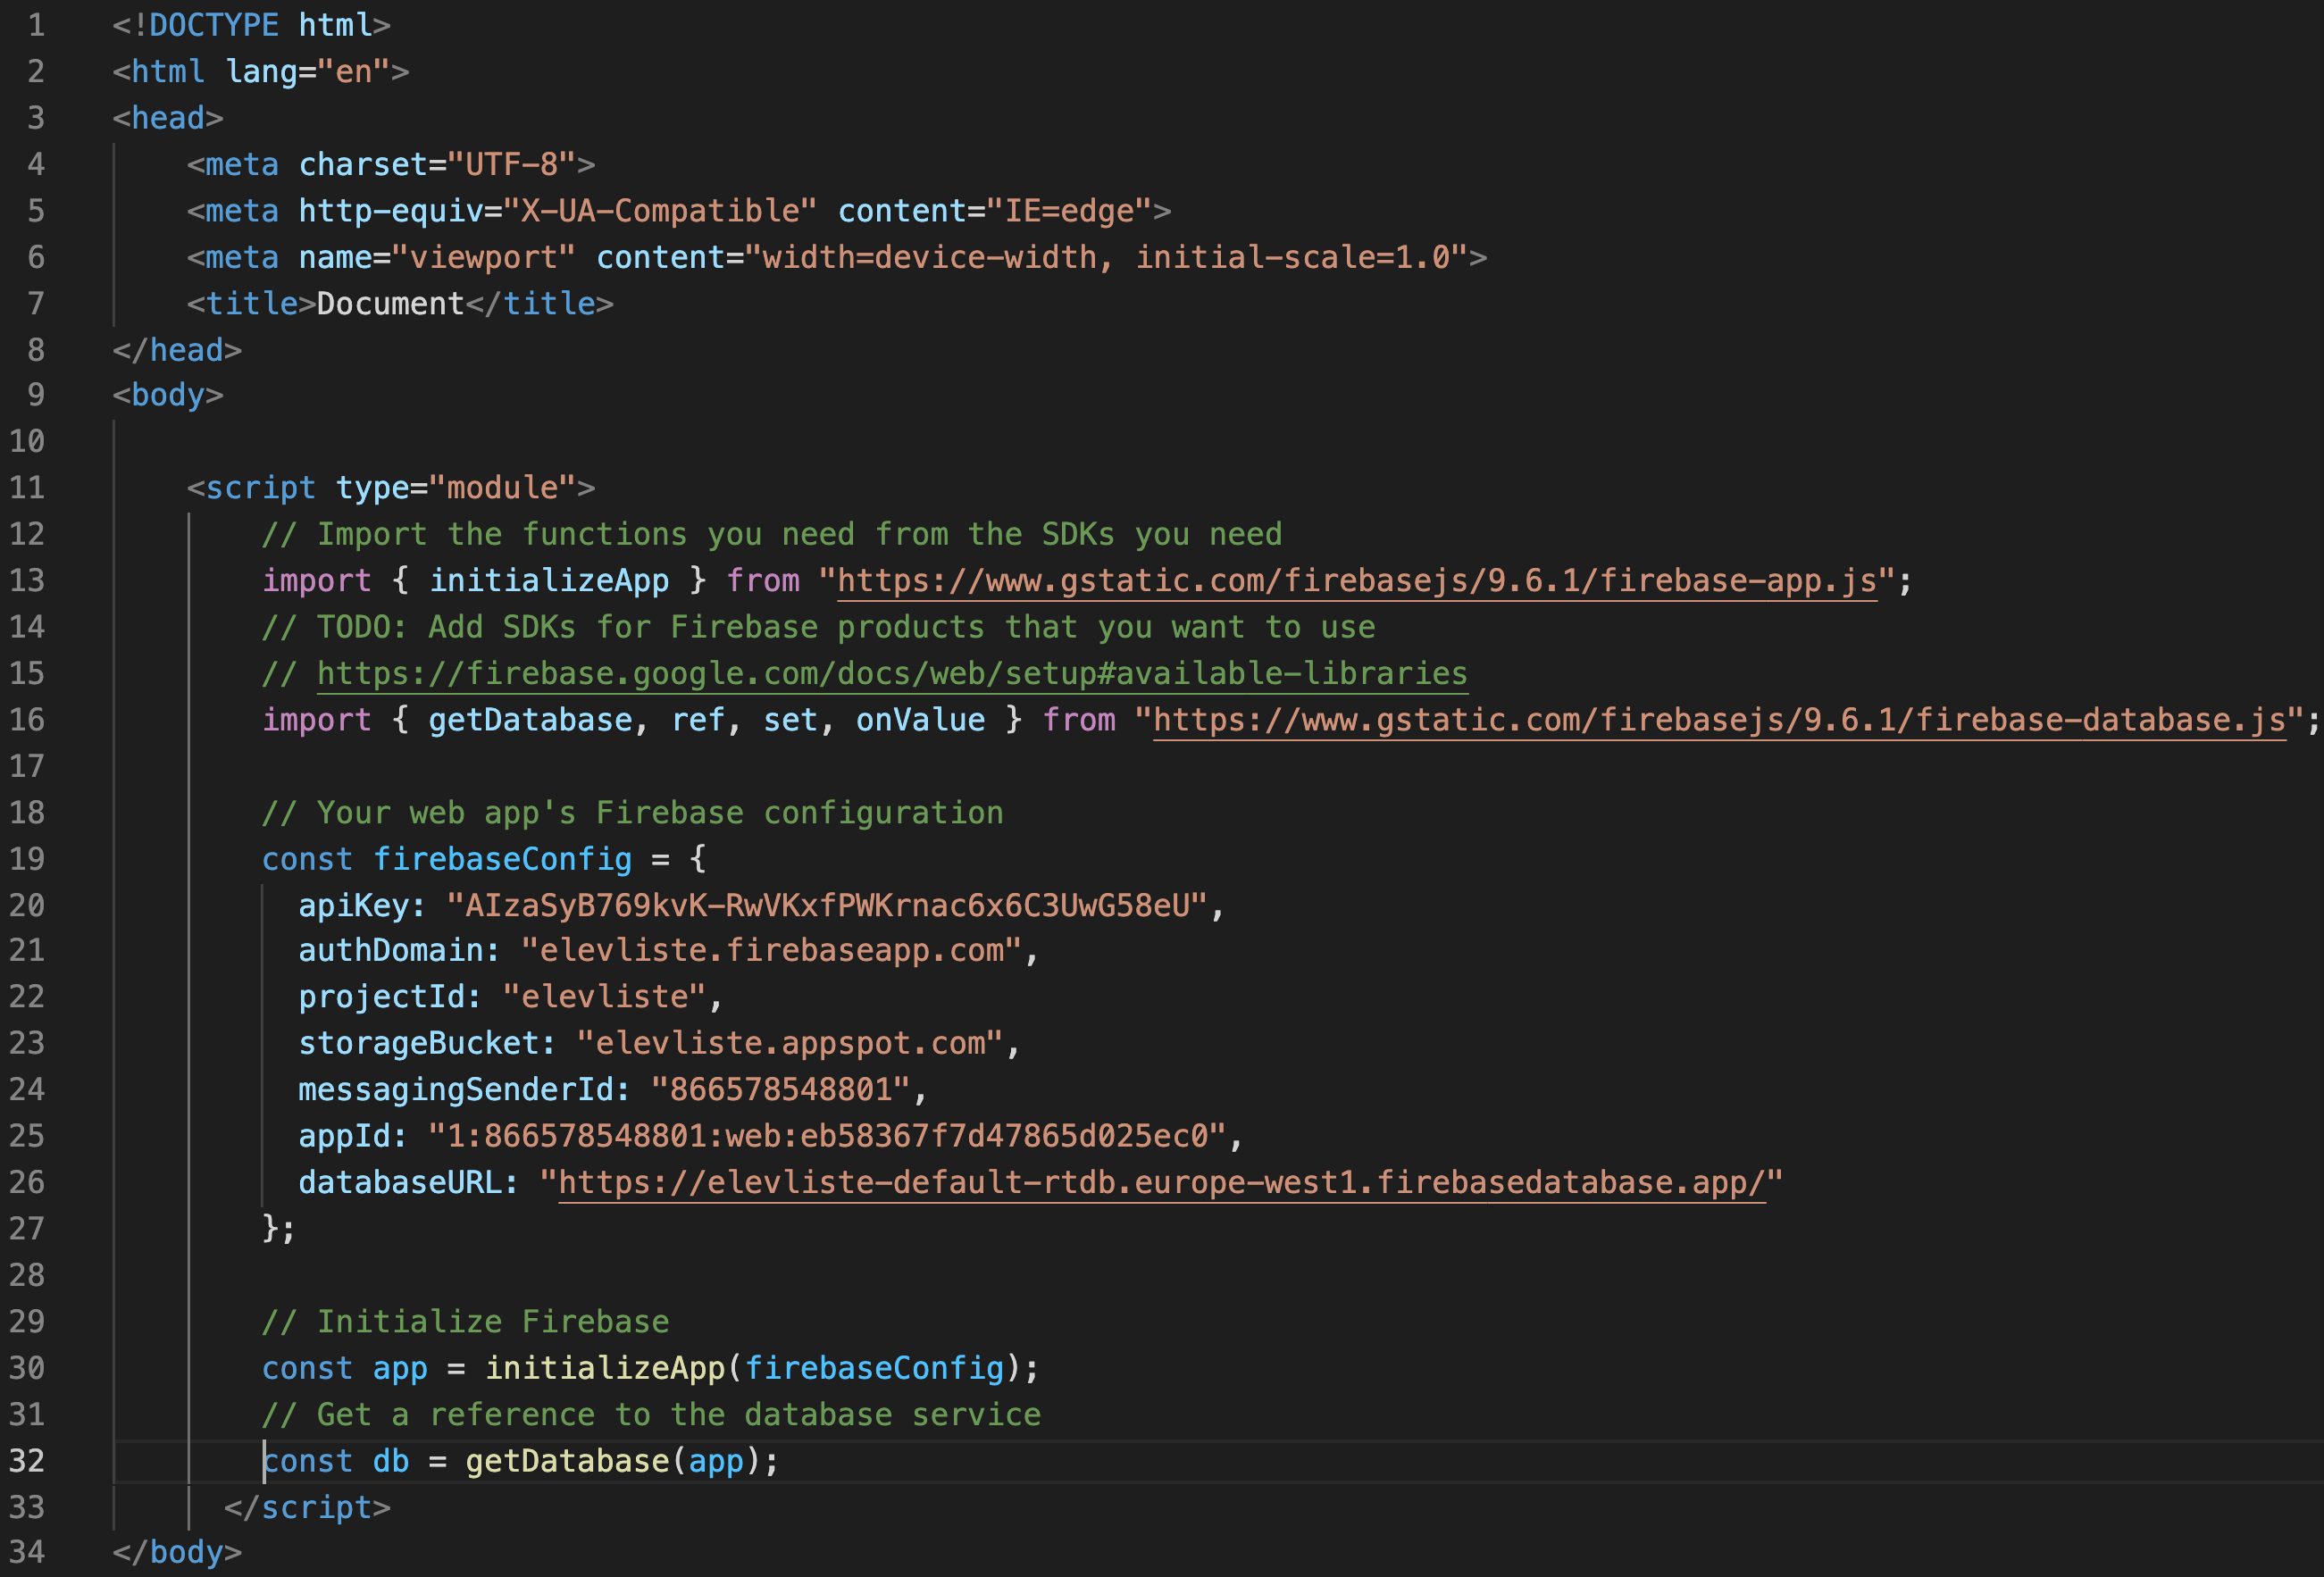 1 <!DOCTYPE html>
2 <html lang="en">
3 <head>
4     <meta charset="UTF-8">
5     <meta http-equiv="X-UA-Compatible" content="IE=edge">
6     <meta name="viewport" content="width=device-width, initial-scale=1.0">
7     <title>Document</title>
8 </head>
9 <body>
10
11     <script type="module">
12         // Import the functions you need from the SDKs you need
13         import { initializeApp } from "https://www.gstatic.com/firebasejs/9.6.1/firebase-app.js";
14         // TODO: Add SDKs for Firebase products that you want to use
15         // https://firebase.google.com/docs/web/setup#available-libraries
16         import { getDatabase, ref, set, onValue } from "https://www.gstatic.com/firebasejs/9.6.1/firebase-database.js";
17
18         // Your web app's Firebase configuration
19         const firebaseConfig = {
20           apiKey: "AIzaSyB769kvK-RwVKxfPWKrnac6x6C3UwG58eU",
21           authDomain: "elevliste.firebaseapp.com",
22           projectId: "elevliste",
23           storageBucket: "elevliste.appspot.com",
24           messagingSenderId: "866578548801",
25           appId: "1:866578548801:web:eb58367f7d47865d025ec0",
26           databaseURL: "https://elevliste-default-rtdb.europe-west1.firebasedatabase.app/"
27         };
28
29         // Initialize Firebase
30         const app = initializeApp(firebaseConfig);
31         // Get a reference to the database service
32         const db = getDatabase(app);
33       </script>
34 </body>